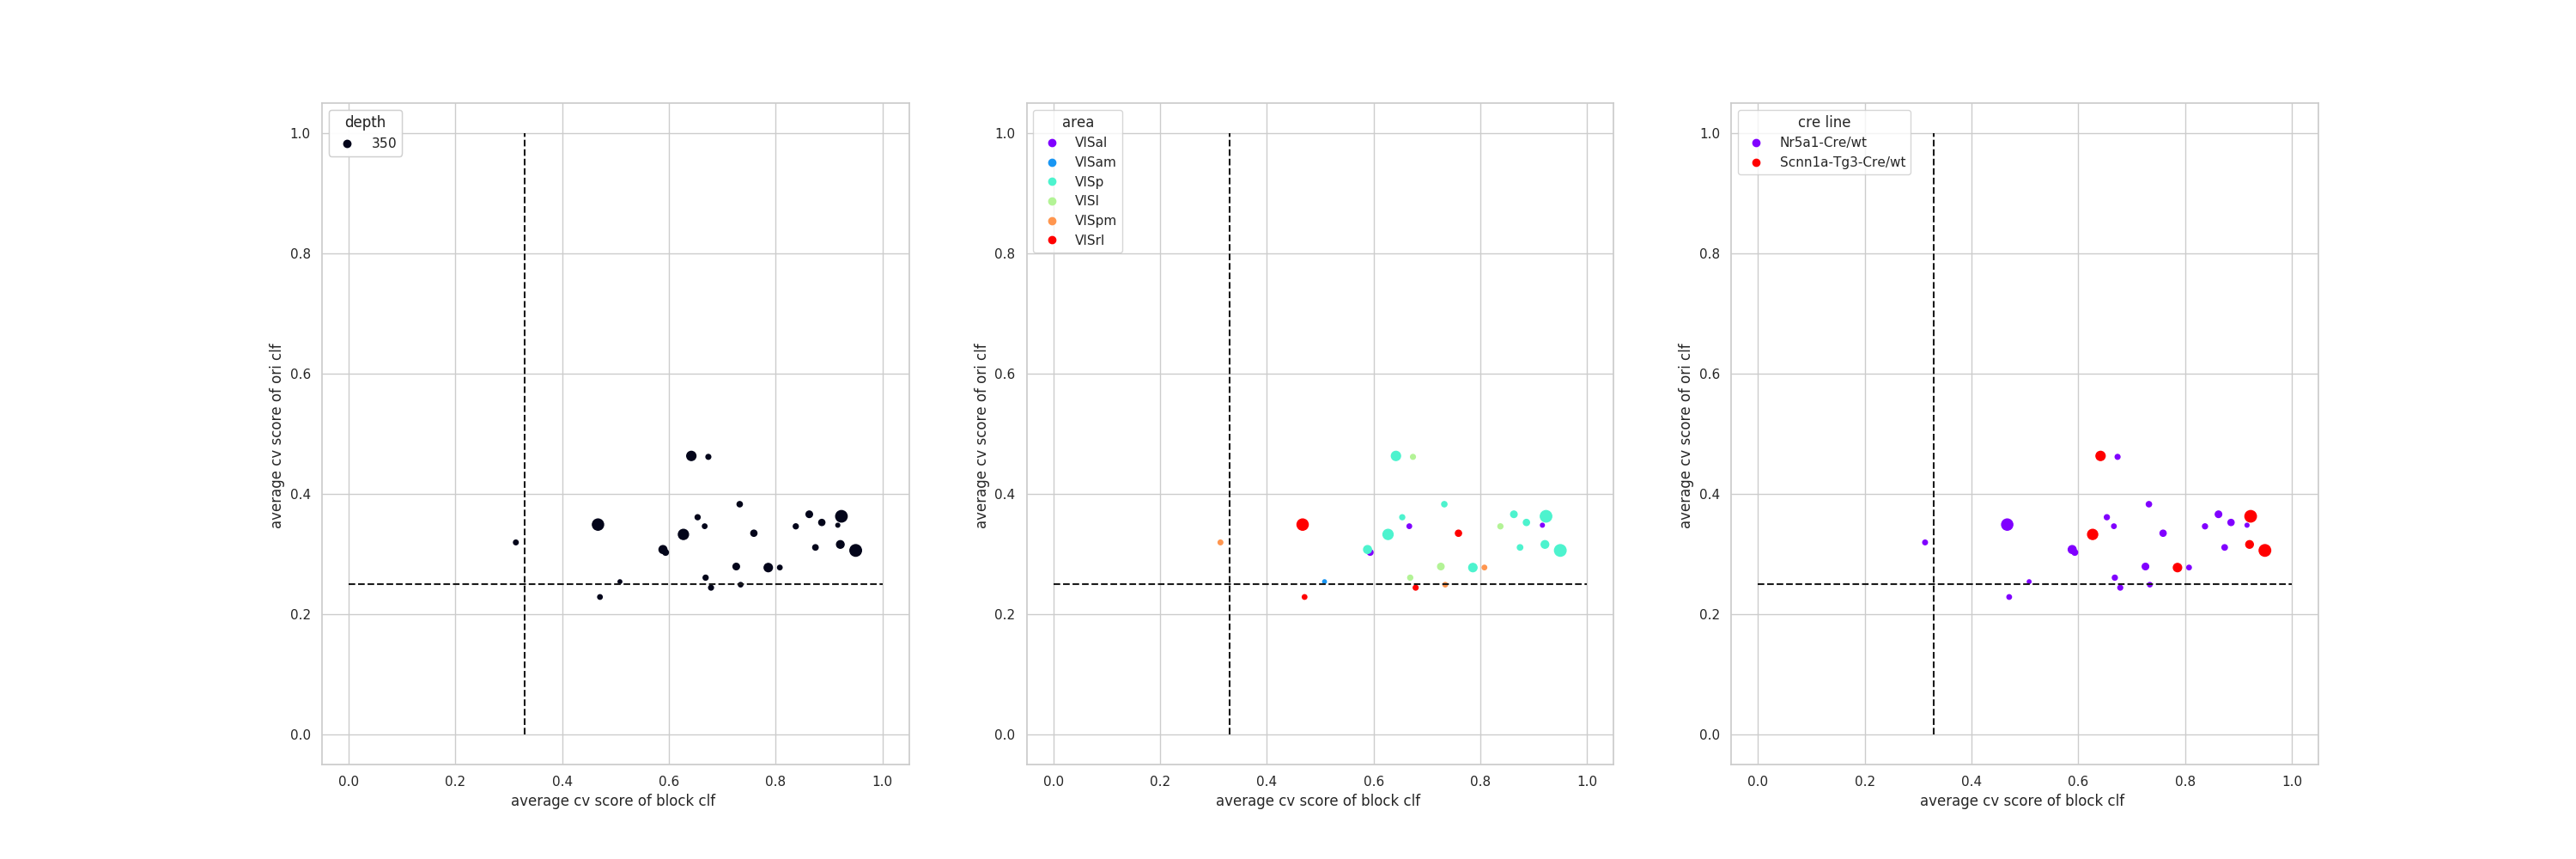 depth
350
1.0
0.8
0.6
0.4
0.2
0.0
average cv score of ori clf
0.0 0.2 0.4 0.6 0.8 1.0
average cv score of block clf
area
VISal
VISam
VISp
VISl
VISpm
VISrl
1.0
0.8
0.6
0.4
0.2
0.0
average cv score of ori clf
0.0 0.2 0.4 0.6 0.8 1.0
average cv score of block clf
cre line
Nr5a1-Cre/wt
Scnn1a-Tg3-Cre/wt
1.0
0.8
0.6
0.4
0.2
0.0
average cv score of ori clf
0.0 0.2 0.4 0.6 0.8 1.0
average cv score of block clf